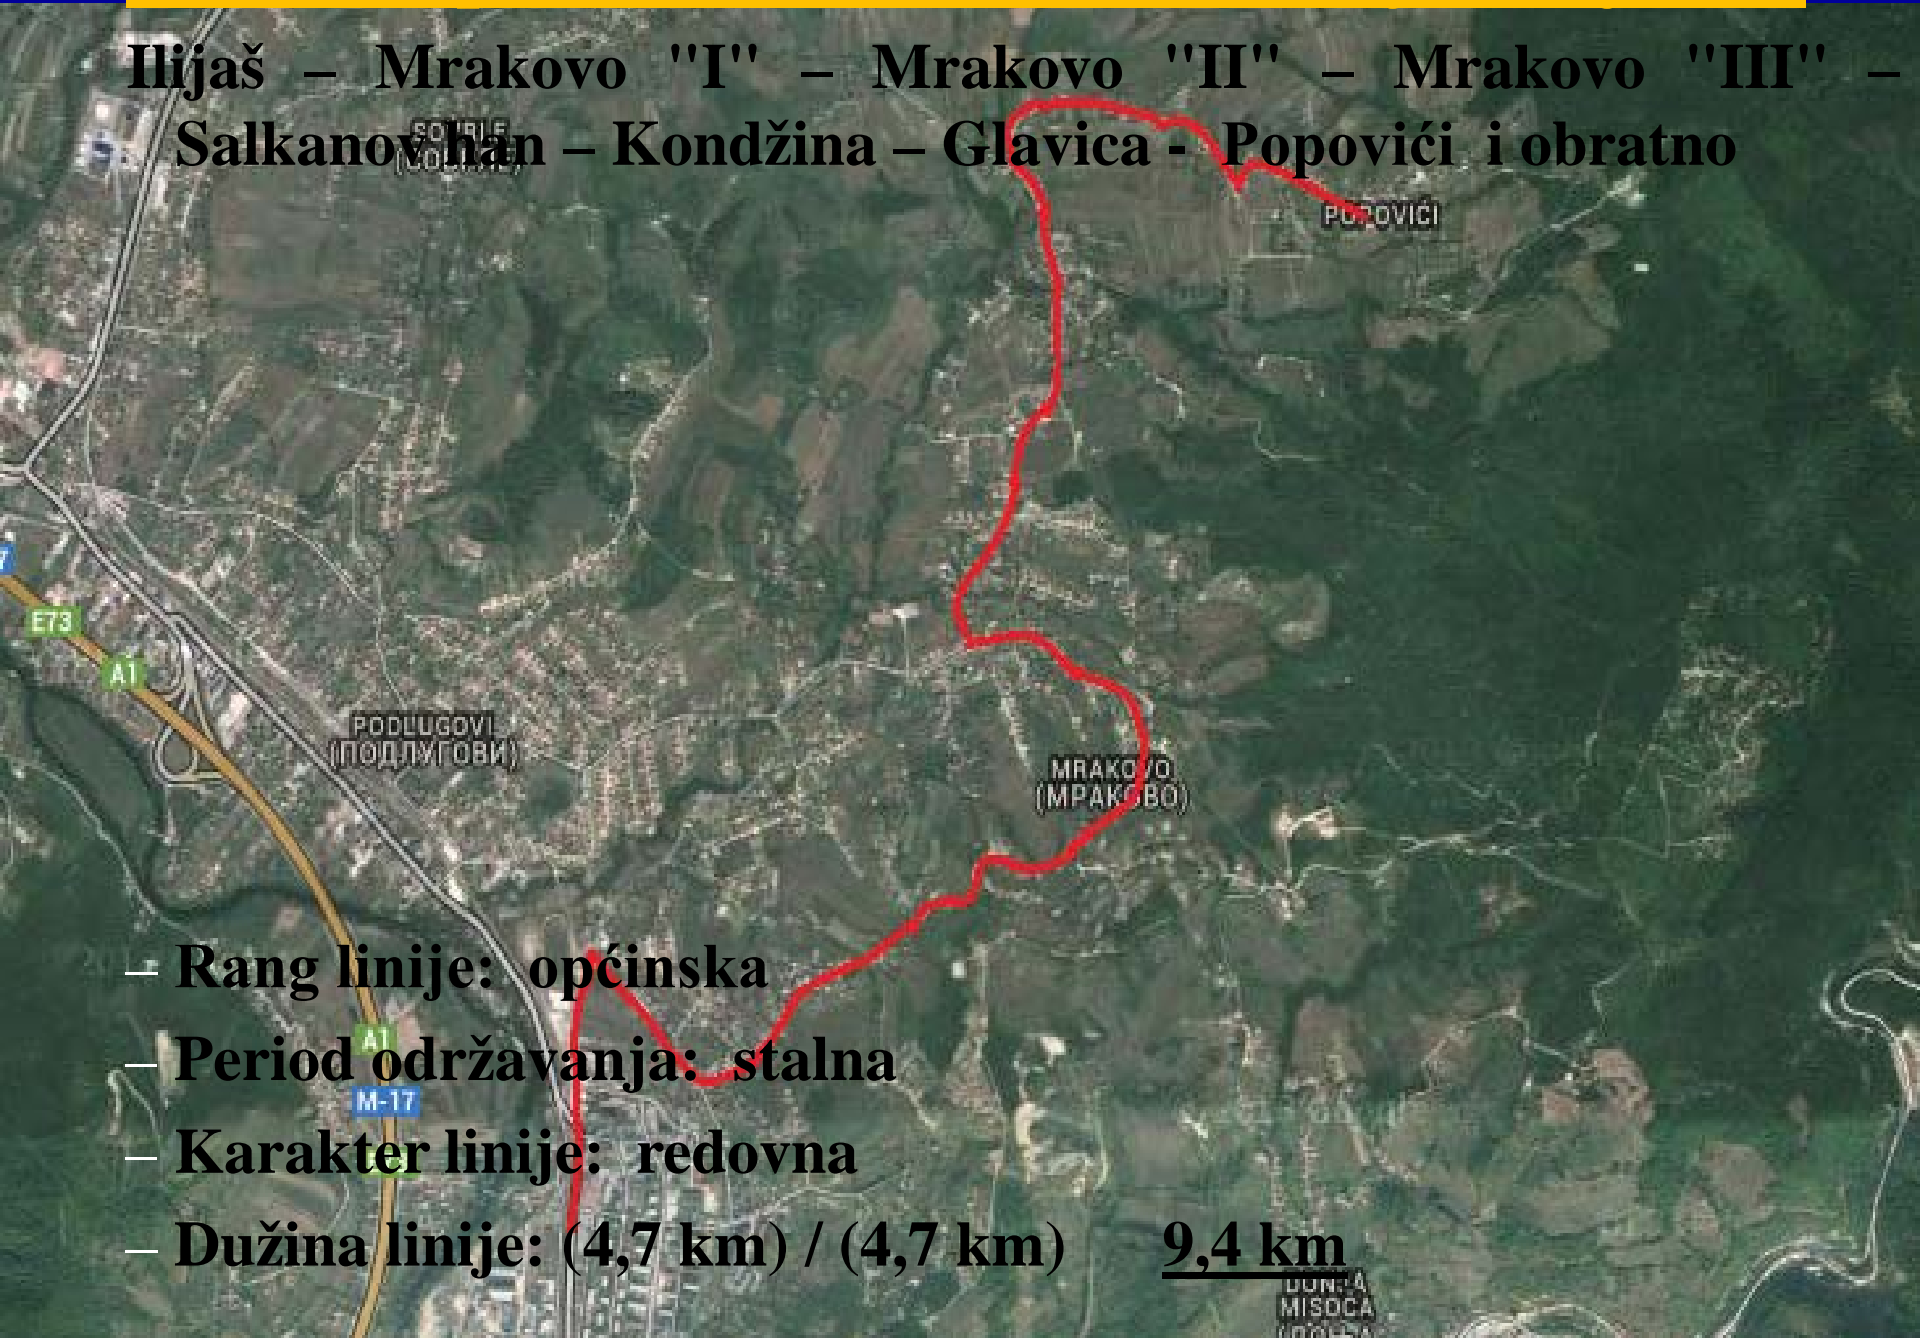 Ilijaš – Mrakovo "I" – Mrakovo "II" – Mrakovo "III" –
Salkanov han – Kondžina – Glavica - Popovići i obratno
POPOVIĆI
E73
A1
PODLUGOVI
(ПОДЛУГОВИ)
MRAKOVO
(МРАКОВО)
– Rang linije: općinska
A1
– Period održavanja: stalna
M-17
– Karakter linije: redovna
– Dužina linije: (4,7 km) / (4,7 km) 9,4 km
DONJA
MISOČA